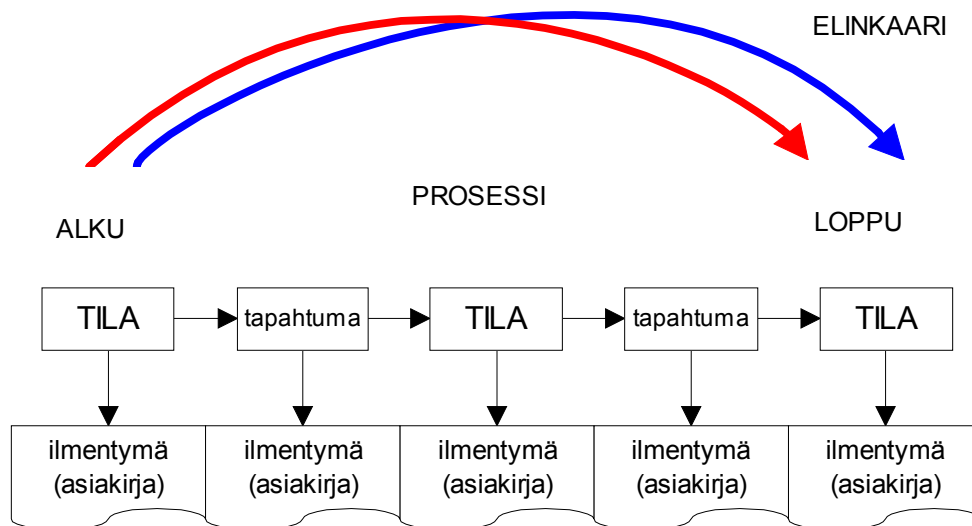 ELINKAARI
PROSESSI
ALKU
LOPPU
TILA
tapahtuma
TILA
tapahtuma
TILA
ilmentymä
(asiakirja)
ilmentymä
(asiakirja)
ilmentymä
(asiakirja)
ilmentymä
(asiakirja)
ilmentymä
(asiakirja)